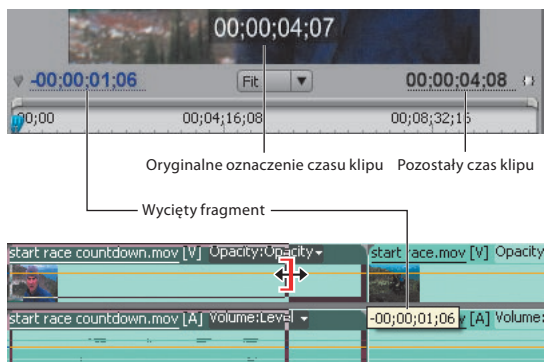 00;00;04;07
-00;00;01;06 Fit 00;00;04;08
00;00 00;04;16;08 00;08;32;16
Oryginalne oznaczenie czasu klipu Pozostały czas klipu
Wycięty fragment
start race countdown.mov [V] Opacity:Opacity start race.mov [V] Opacity
start race countdown.mov [A] Volume:Level -00;00;01;06 [A] Volume: